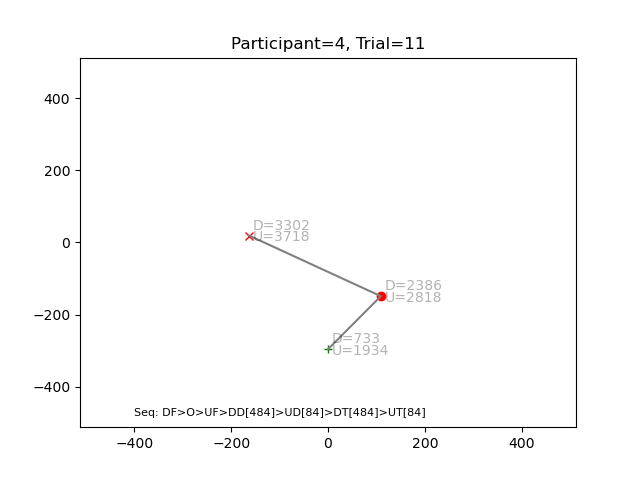 Participant=4, Trial=11
400
200
0
−200
−400
D=3302
U=3718
D=2386
U=2818
D=733
U=1934
Seq: DF>O>UF>DD[484]>UD[84]>DT[484]>UT[84]
−400
−200
0
200
400